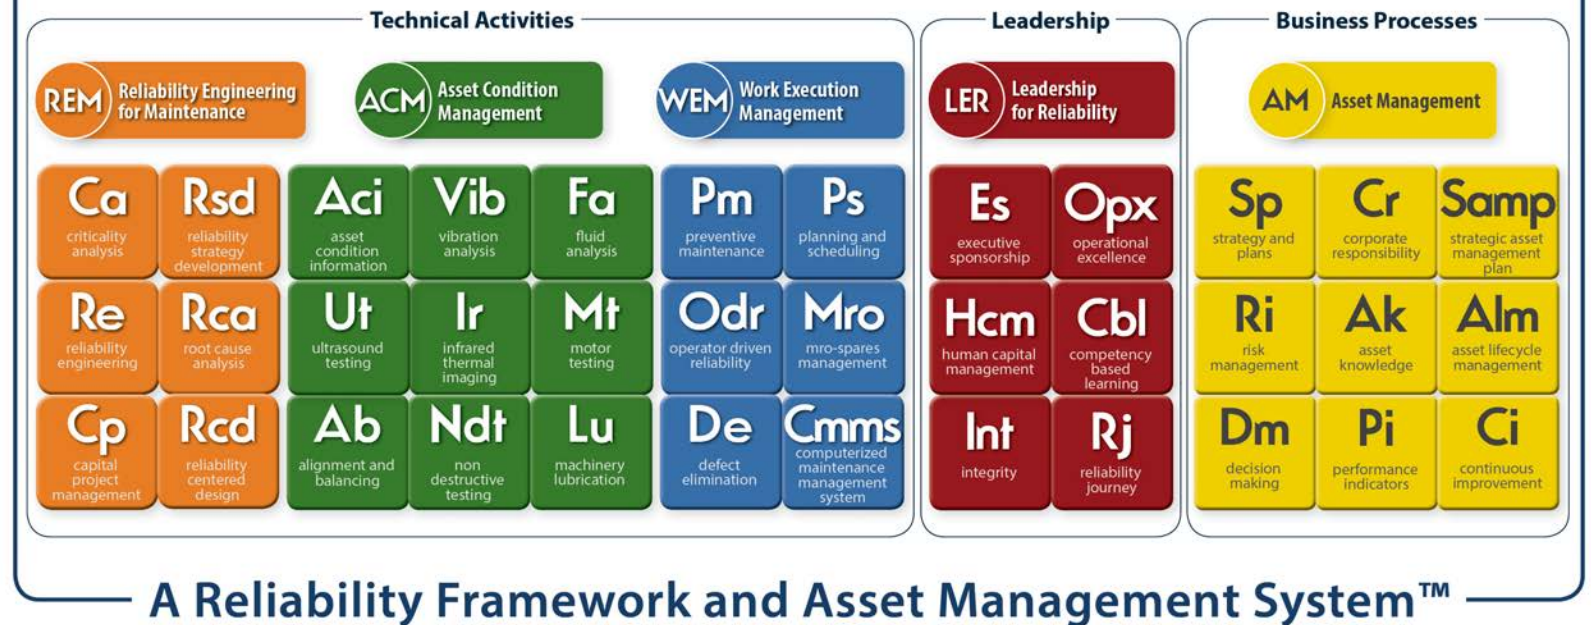 Technical Activities
Leadership
Business Processes
REM
Reliability Engineering
for Maintenance
ACM
Asset Condition
Management
WEM
Work Execution
Management
LER
Leadership
for Reliability
AM
Asset Management
Ca
criticality
analysis
Rsd
reliability
strategy
development
Aci
asset
condition
information
Vib
vibration
analysis
Fa
fluid
analysis
Pm
preventive
maintenance
Ps
planning and
scheduling
Es
executive
sponsorship
Opx
operational
excellence
Sp
strategy and
plans
Cr
corporate
responsibility
Samp
strategic asset
management
plan
Re
reliability
engineering
Rca
root cause
analysis
Ut
ultrasound
testing
Ir
infrared
thermal
imaging
Mt
motor
testing
Odr
operator driven
reliability
Mro
mro-spares
management
Hcm
human capital
management
Cbl
competency
based
learning
Ri
risk
management
Ak
asset
knowledge
Alm
asset lifecycle
management
Cp
capital
project
management
Rcd
reliability
centered
design
Ab
alignment and
balancing
Ndt
non
destructive
testing
Lu
machinery
lubrication
De
defect
elimination
Cmms
computerized
maintenance
management
system
Int
integrity
Rj
reliability
journey
Dm
decision
making
Pi
performance
indicators
Ci
continuous
improvement
A Reliability Framework and Asset Management System™